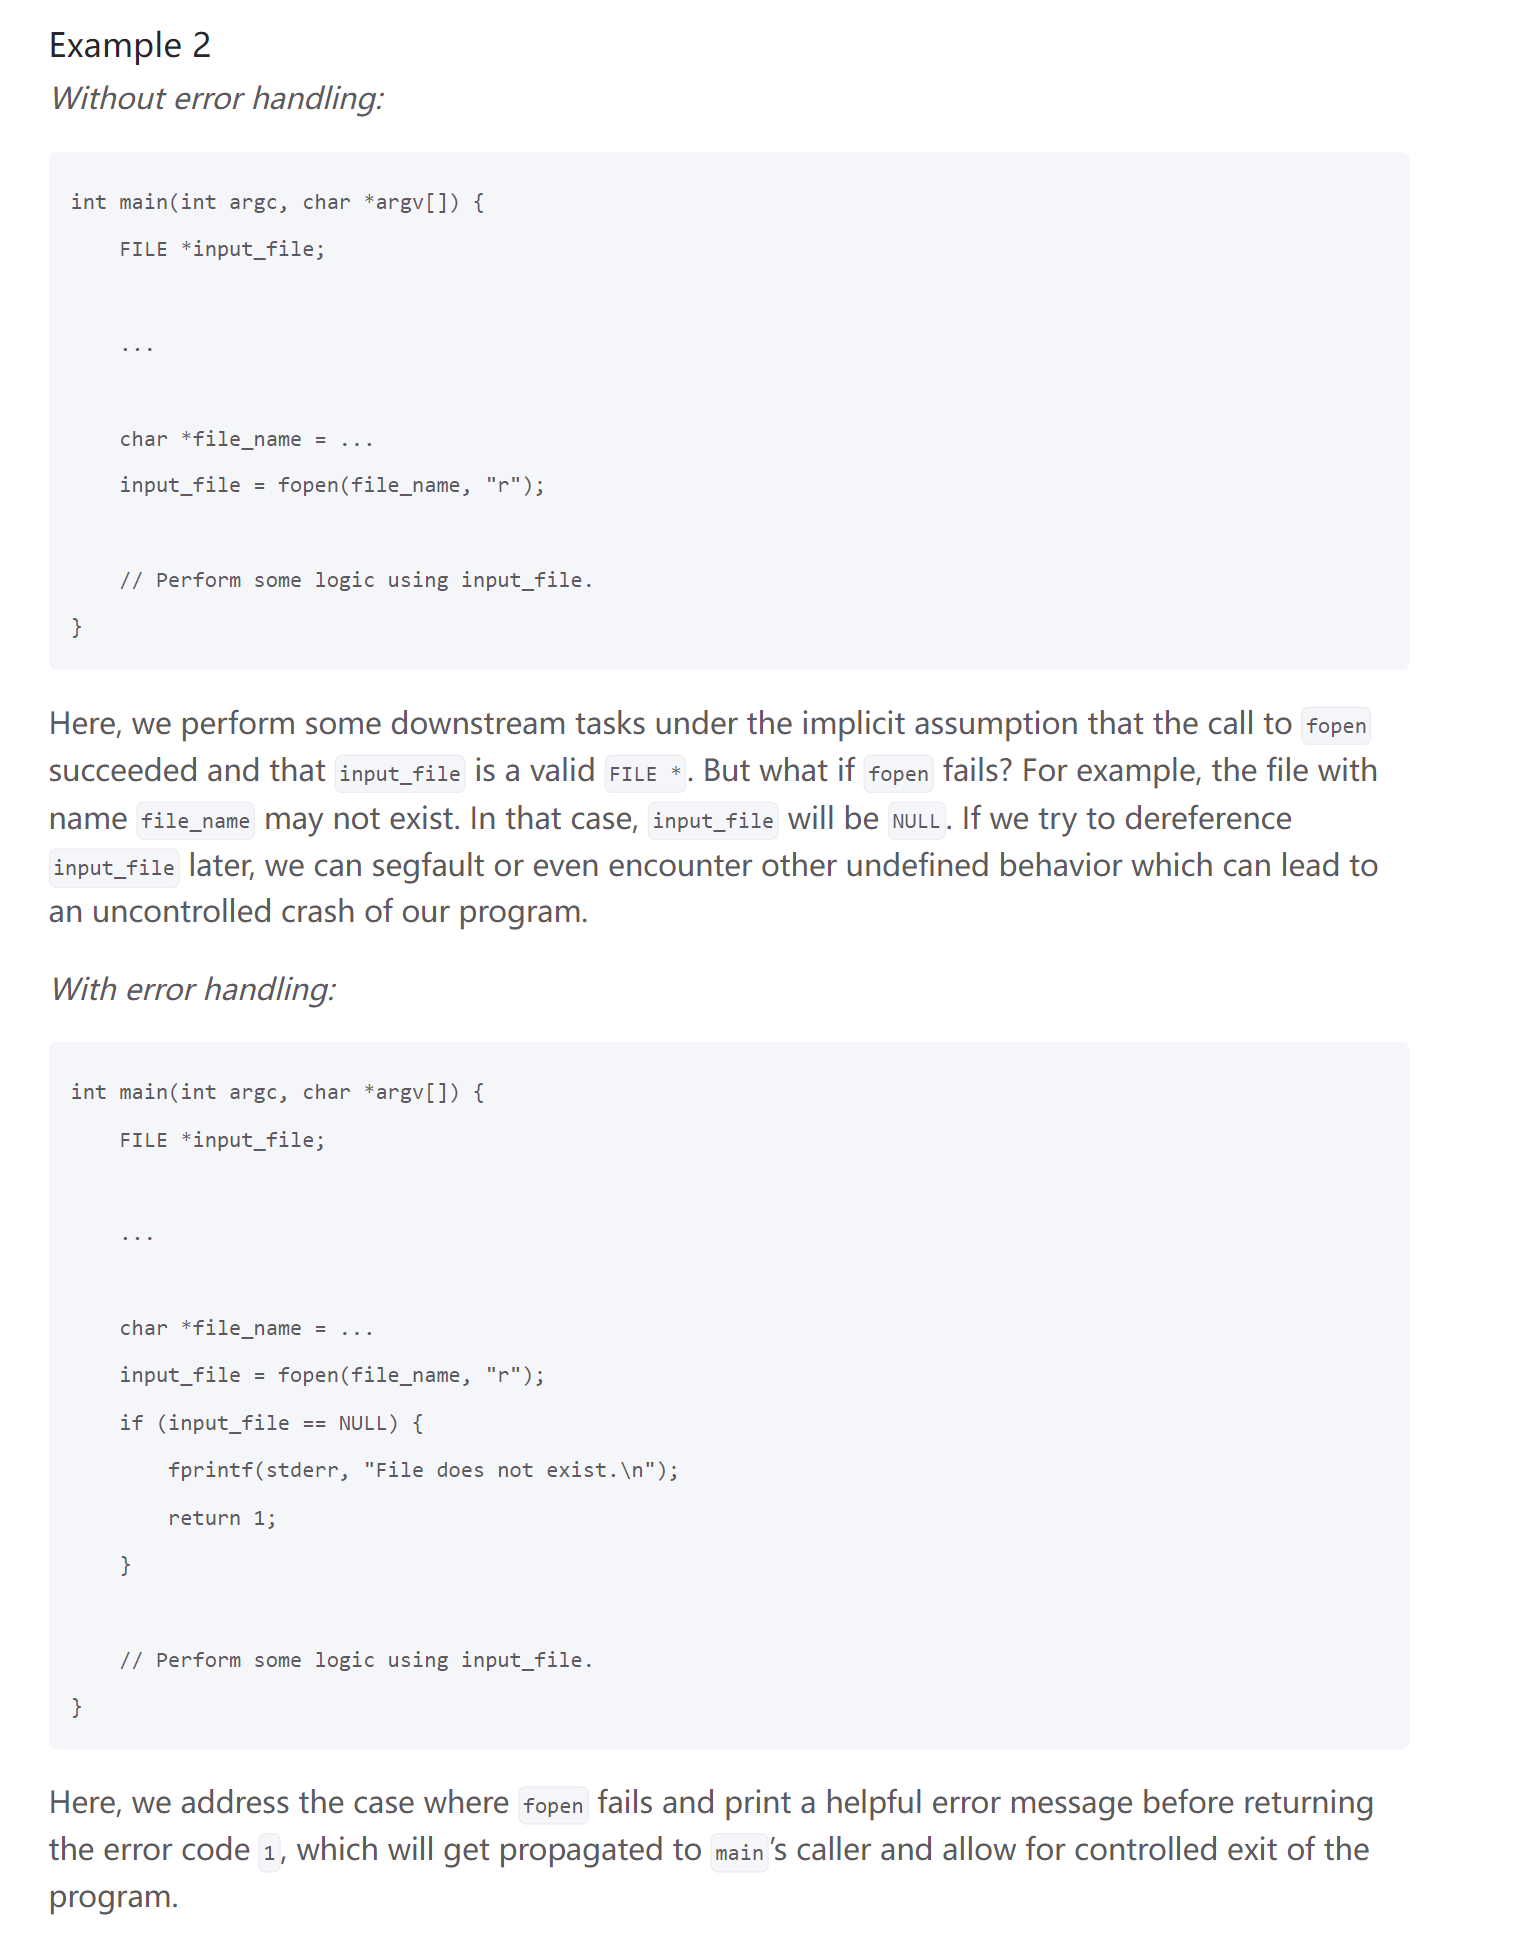 Example 2
Without error handling:
int main(int argc, char *argv[]) {
    FILE *input_file;
    ...
    char *file_name = ...
    input_file = fopen(file_name, "r");
    // Perform some logic using input_file.
}
Here, we perform some downstream tasks under the implicit assumption that the call to fopen
succeeded and that input_file is a valid FILE *. But what if fopen fails? For example, the file with
name file_name may not exist. In that case, input_file will be NULL. If we try to dereference
input_file later, we can segfault or even encounter other undefined behavior which can lead to
an uncontrolled crash of our program.
With error handling:
int main(int argc, char *argv[]) {
    FILE *input_file;
    ...
    char *file_name = ...
    input_file = fopen(file_name, "r");
    if (input_file == NULL) {
        fprintf(stderr, "File does not exist.\n");
        return 1;
    }
    // Perform some logic using input_file.
}
Here, we address the case where fopen fails and print a helpful error message before returning
the error code 1, which will get propagated to main’s caller and allow for controlled exit of the
program.